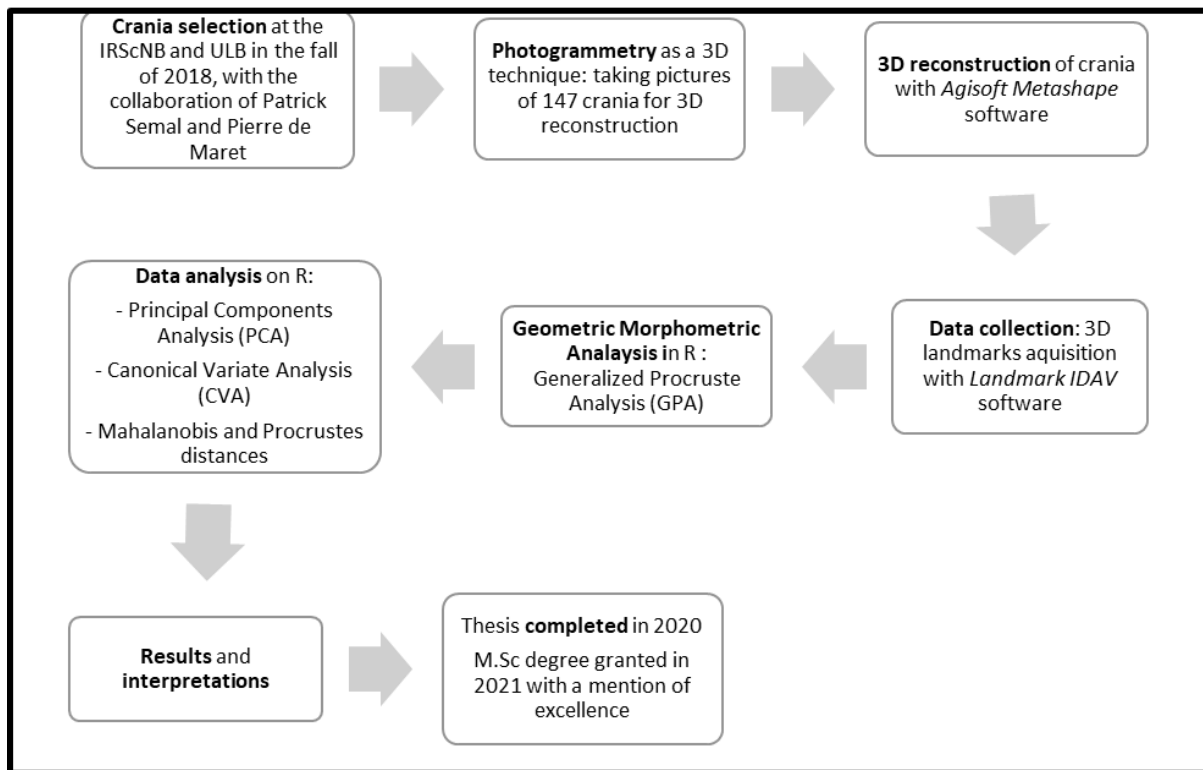 Crania selection at the
IRScNB and ULB in the fall
of 2018, with the
collaboration of Patrick
Semal and Pierre de
Maret
Photogrammetry as a 3D
technique: taking pictures
of 147 crania for 3D
reconstruction
3D reconstruction of crania
with Agisoft Metashape
software
Data collection: 3D
landmarks aquisition
with Landmark IDAV
software
Geometric Morphometric
Analaysis in R :
Generalized Procruste
Analysis (GPA)
Data analysis on R:
- Principal Components
Analysis (PCA)
- Canonical Variate Analysis
(CVA)
- Mahalanobis and Procrustes
distances
Results and
interpretations
Thesis completed in 2020
M.Sc degree granted in
2021 with a mention of
excellence